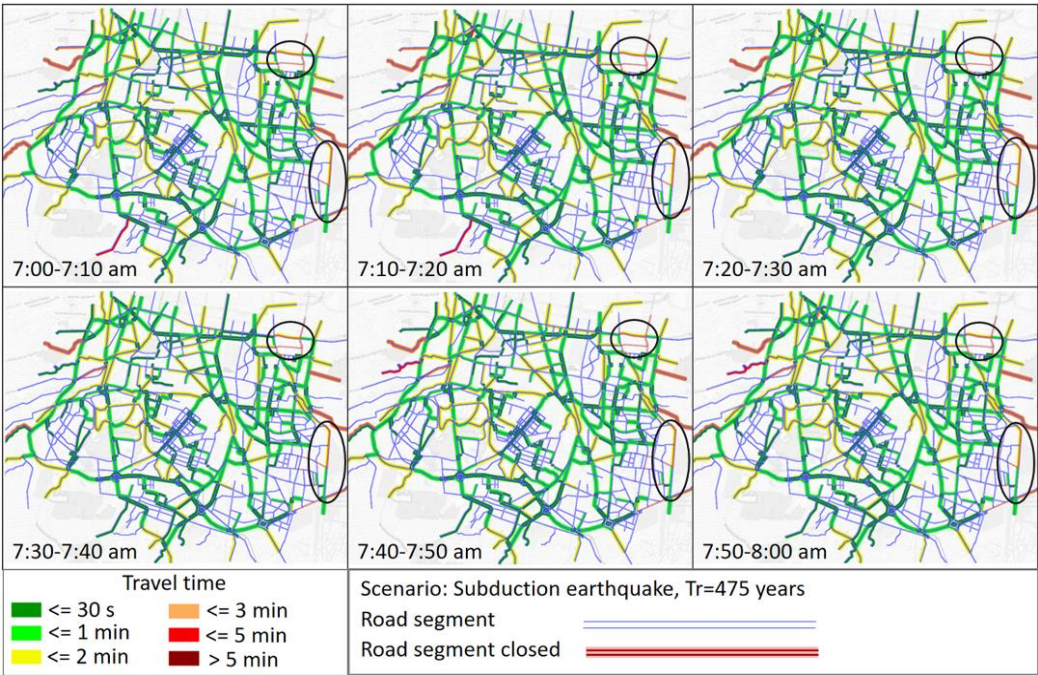 7:00-7:10 am
7:10-7:20 am
7:20-7:30 am
7:30-7:40 am
7:40-7:50 am
7:50-8:00 am
Travel time
<= 30 s
<= 1 min
<= 2 min
<= 3 min
<= 5 min
> 5 min
Scenario: Subduction earthquake, Tr=475 years
Road segment
Road segment closed